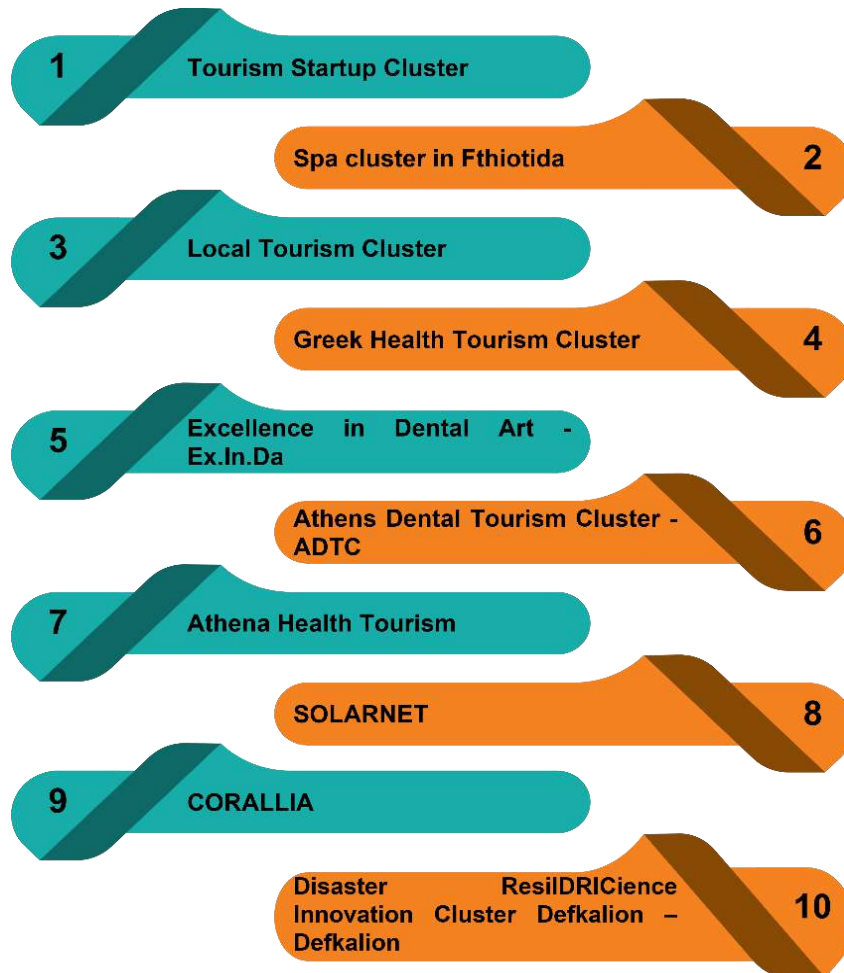 1
Tourism Startup Cluster
Spa cluster in Fthiotida
2
3
Local Tourism Cluster
Greek Health Tourism Cluster
4
5
Excellence in Dental Art -
Ex.In.Da
Athens Dental Tourism Cluster -
ADTC
6
7
Athena Health Tourism
SOLARNET
8
9
CORALLIA
Disaster ResilDRICience
Innovation Cluster Defkalion –
Defkalion
10